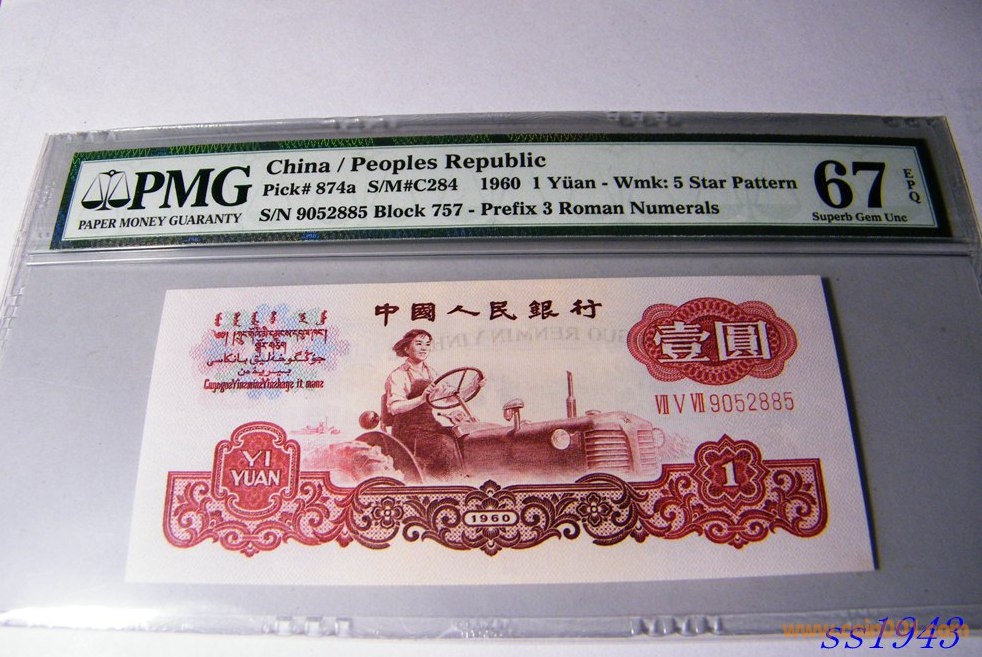 PMG
PAPER MONEY GUARANTY
China / Peoples Republic
Pick# 874a S/M#C284 1960 1 Yüan - Wmk: 5 Star Pattern
S/N 9052885 Block 757 - Prefix 3 Roman Numerals
67
EPQ
Superb Gem Unc
中國人民銀行
壹圓
Ⅶ Ⅴ Ⅶ 9052885
YI
YUAN
1
1960
ss1943